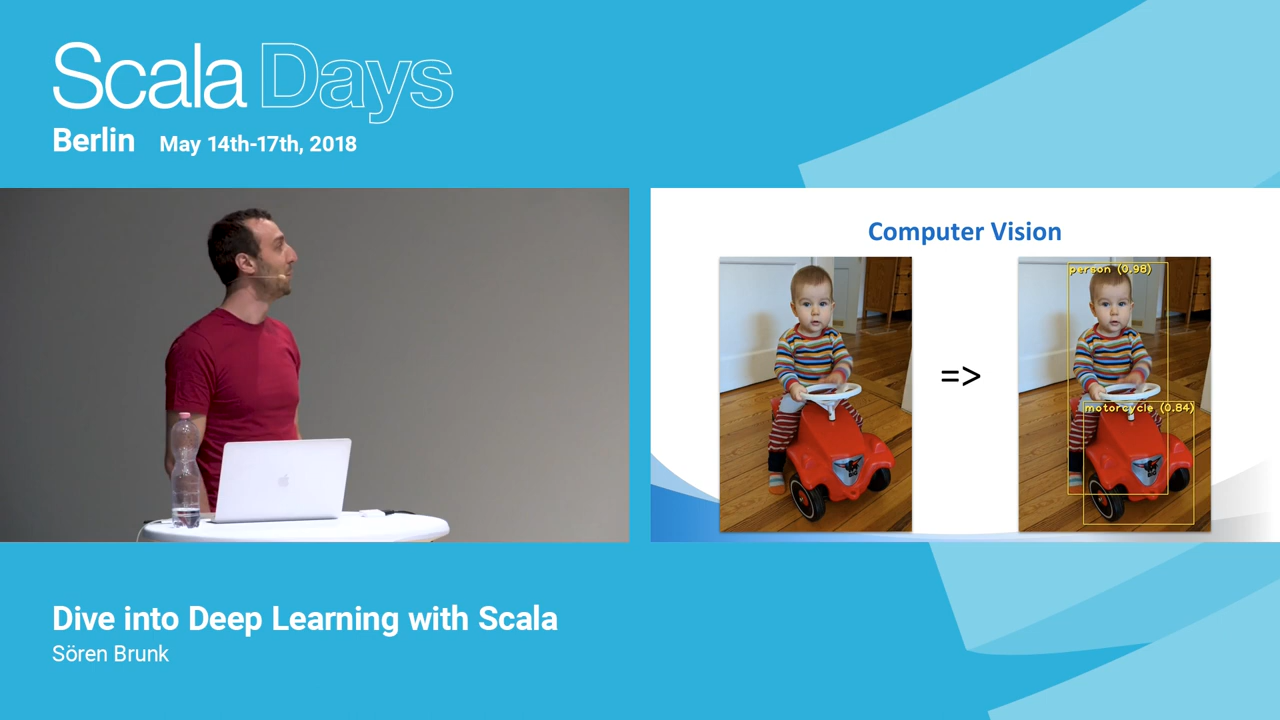 Scala Days
Berlin May 14th-17th, 2018
Computer Vision
person (0.98)
=>
motorcycle (0.84)
Dive into Deep Learning with Scala
Sören Brunk